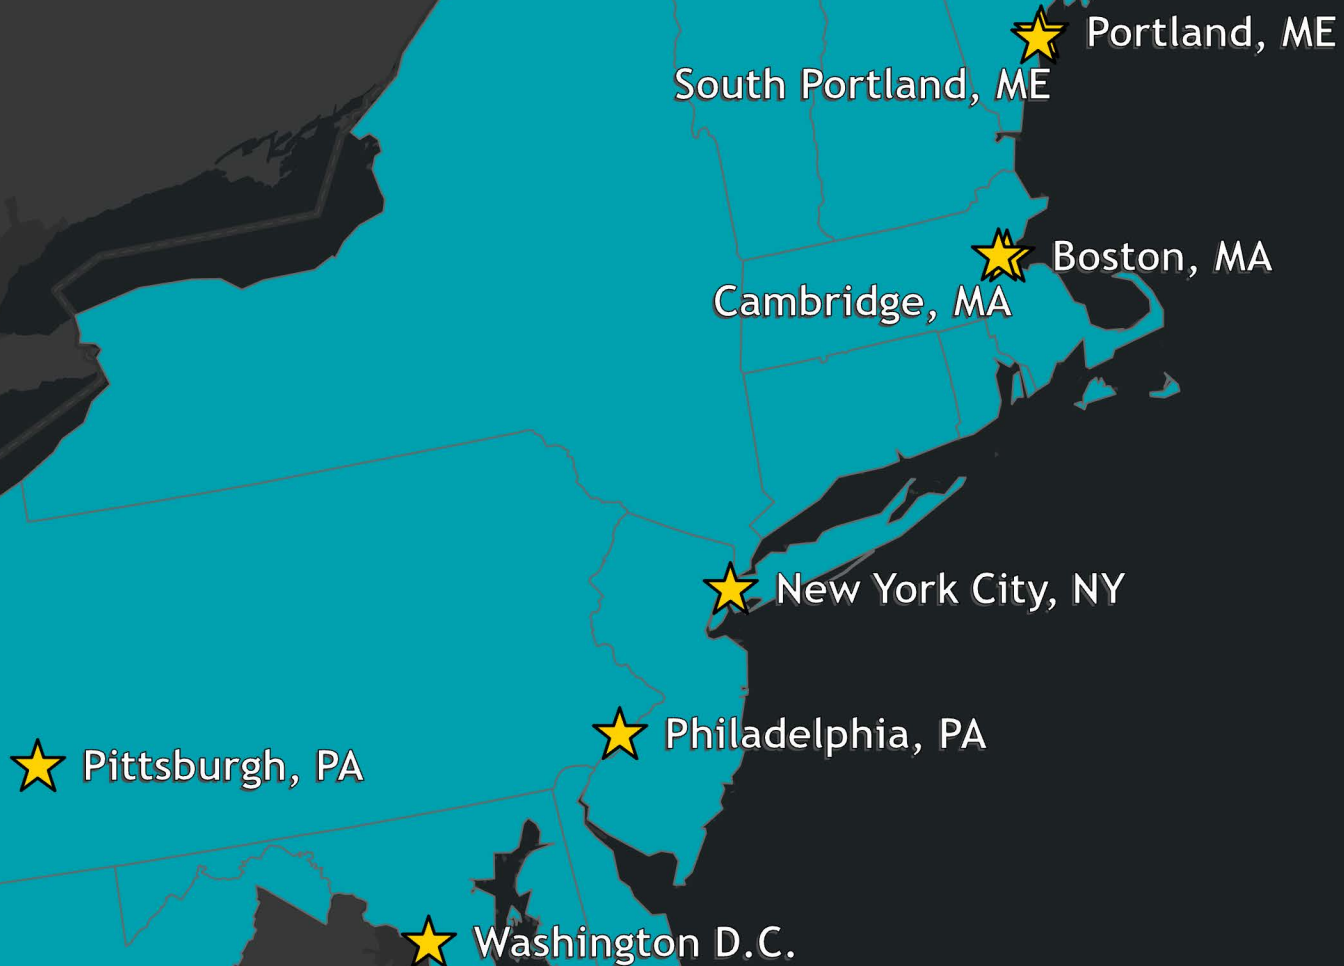 Portland, ME
South Portland, ME
Boston, MA
Cambridge, MA
New York City, NY
Philadelphia, PA
Pittsburgh, PA
Washington D.C.